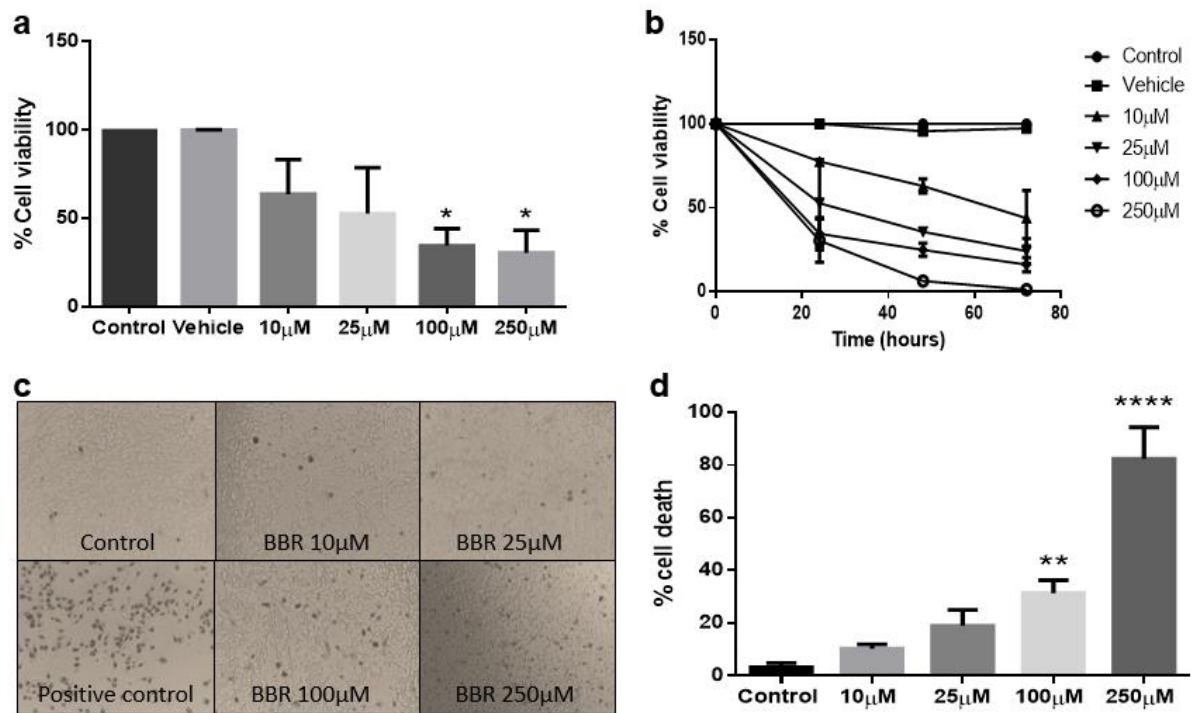 a
150
100
50
0
% Cell viability
Control Vehicle 10μM 25μM 100μM 250μM
*
*
b
150
100
50
0
% Cell viability
0 20 40 60 80
Time (hours)
Control
Vehicle
10μM
25μM
100μM
250μM
c
Control
BBR 10μM
BBR 25μM
Positive control
BBR 100μM
BBR 250μM
d
100
80
60
40
20
0
% cell death
**
****
Control 10μM 25μM 100μM 250μM